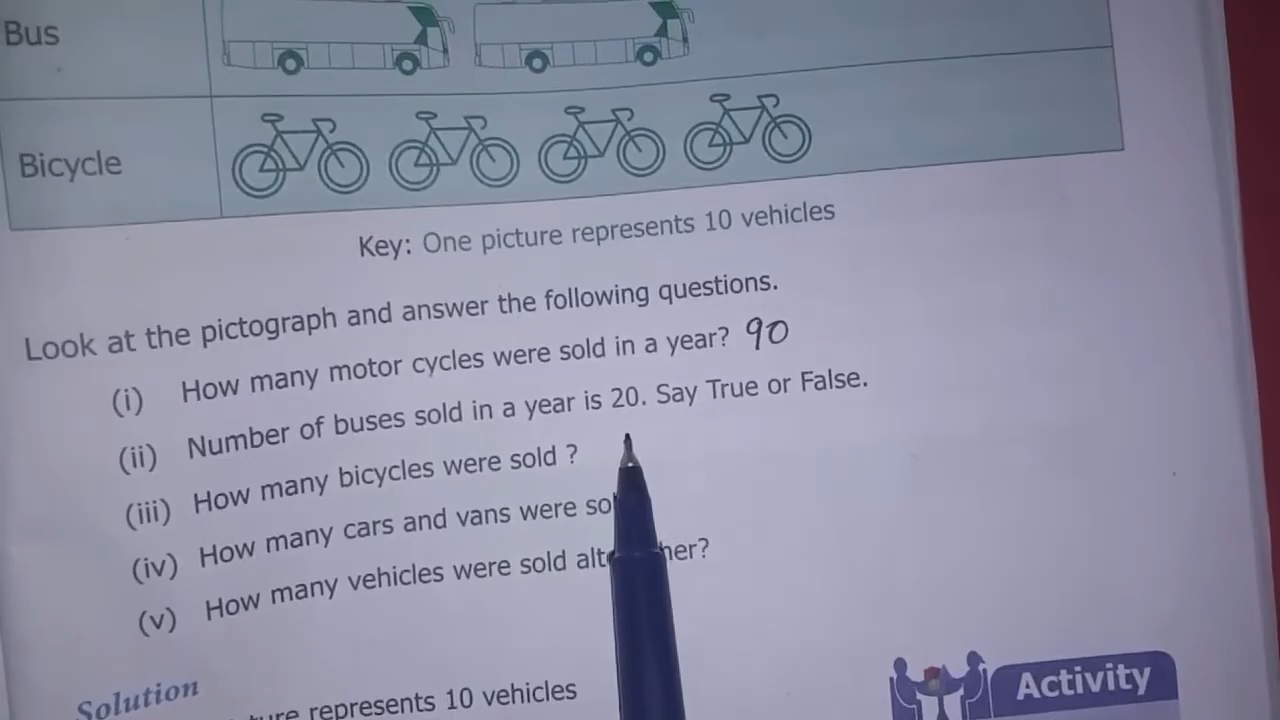 Bus
Bicycle
Key: One picture represents 10 vehicles
Look at the pictograph and answer the following questions.
(i) How many motor cycles were sold in a year? 90
(ii) Number of buses sold in a year is 20. Say True or False.
(iii) How many bicycles were sold ?
(iv) How many cars and vans were
(v) How many vehicles were sold
Solution
represents 10 vehicles
Activity